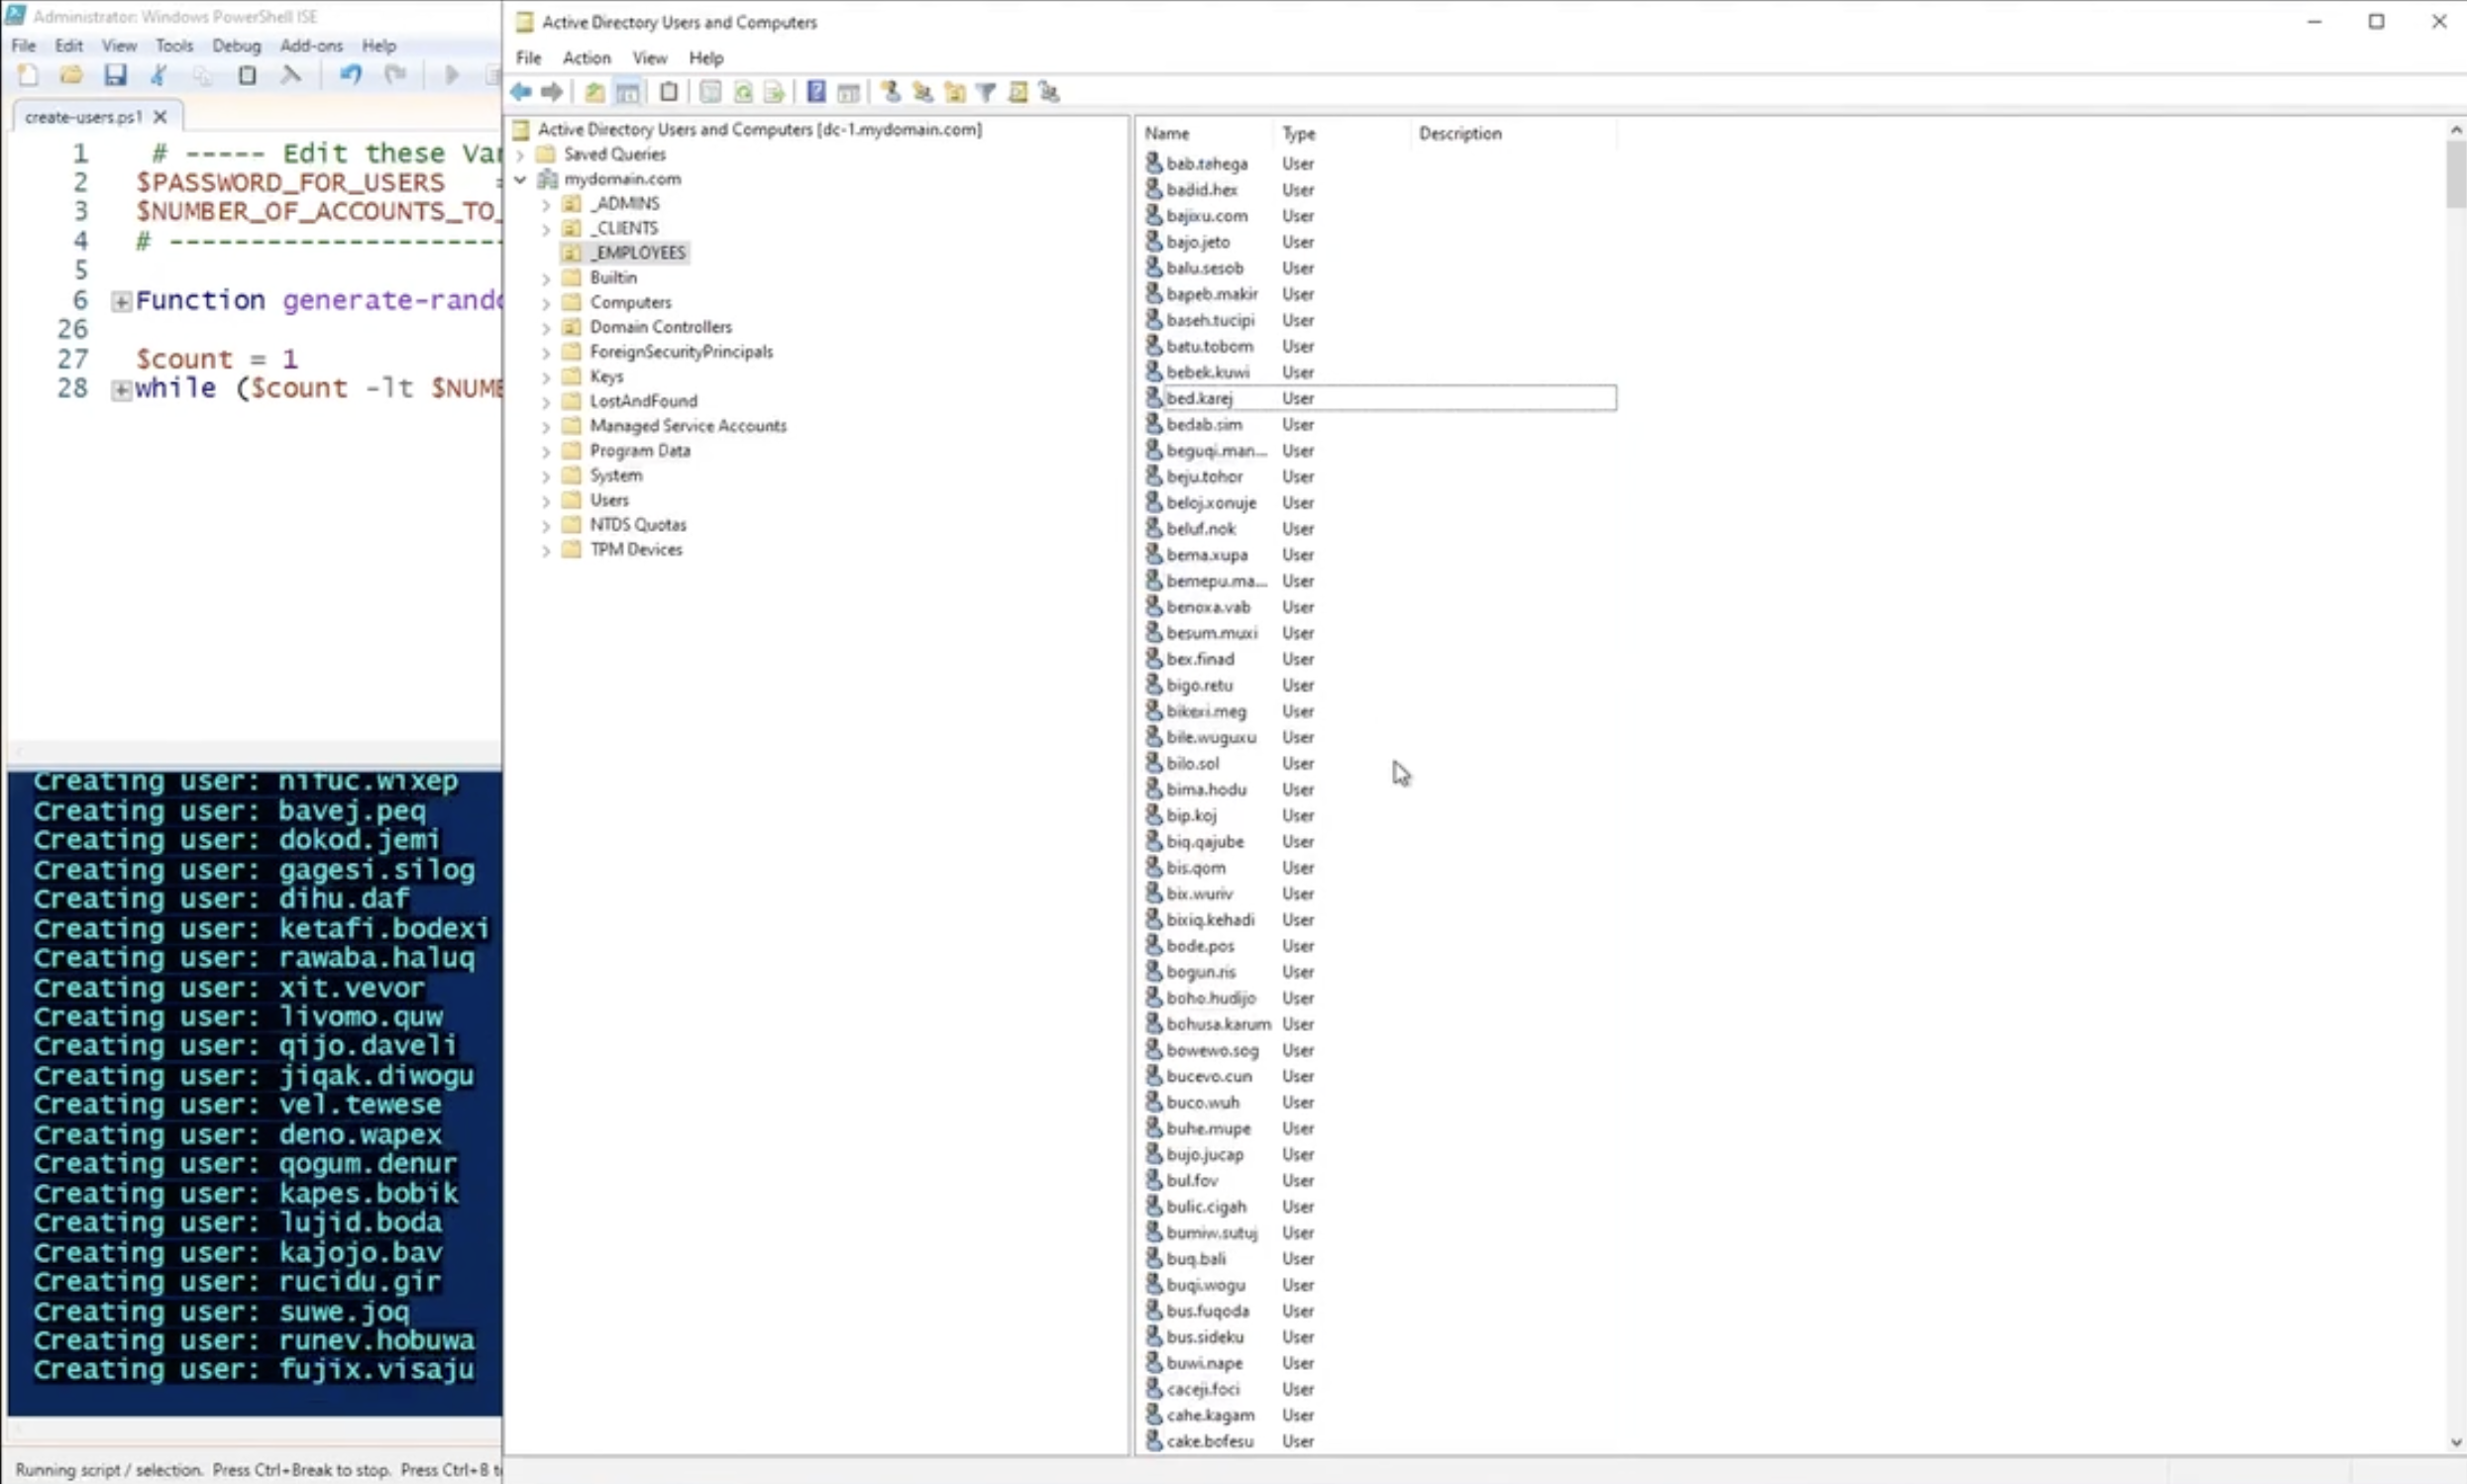 Administrator: Windows PowerShell ISE
File Edit View Tools Debug Add-ons Help
create-users.ps1
1 # ----- Edit these Var
2 $PASSWORD_FOR_USERS =
3 $NUMBER_OF_ACCOUNTS_TO_
4 # -----------------------
5
6 Function generate-rando
26
27 $count = 1
28 while ($count -lt $NUMB
Creating user: nifuc.wixep
Creating user: bavej.peq
Creating user: dokod.jemi
Creating user: gagesi.silog
Creating user: dihu.daf
Creating user: ketafi.bodexi
Creating user: rawaba.haluq
Creating user: xit.vevor
Creating user: livomo.quw
Creating user: qijo.daveli
Creating user: jiqak.diwogu
Creating user: vel.tewese
Creating user: deno.wapex
Creating user: qogum.denur
Creating user: kapes.bobik
Creating user: lujid.boda
Creating user: kajojo.bav
Creating user: rucidu.gir
Creating user: suwe.joq
Creating user: runev.hobuwa
Creating user: fujix.visaju
Running script / selection. Press Ctrl+Break to stop. Press Ctrl+B t
Active Directory Users and Computers
File Action View Help
Active Directory Users and Computers [dc-1.mydomain.com]
Saved Queries
mydomain.com
_ADMINS
_CLIENTS
_EMPLOYEES
Builtin
Computers
Domain Controllers
ForeignSecurityPrincipals
Keys
LostAndFound
Managed Service Accounts
Program Data
System
Users
NTDS Quotas
TPM Devices
Name Type Description
bab.tahega User
badid.hex User
bajixu.com User
bajo.jeto User
balu.sesob User
bapeb.makir User
baseh.tucipi User
batu.tobom User
bebek.kuwi User
bed.karej User
bedab.sim User
beguqi.man... User
beju.tohor User
beloj.xonuje User
beluf.nok User
bema.xupa User
bemepu.ma... User
benoxa.vab User
besum.muxi User
bex.finad User
bigo.retu User
bikexi.meg User
bile.wuguxu User
bilo.sol User
bima.hodu User
bip.koj User
biq.qajube User
bis.qom User
bix.wuriv User
bixiq.kehadi User
bode.pos User
bogun.ris User
boho.hudijo User
bohusa.karum User
bowewo.sog User
bucevo.cun User
buco.wuh User
buhe.mupe User
bujo.jucap User
bul.fov User
bulic.cigah User
bumiw.sutuj User
buq.bali User
buqi.wogu User
bus.fuqoda User
bus.sideku User
buwi.nape User
caceji.foci User
cahe.kagam User
cake.bofesu User